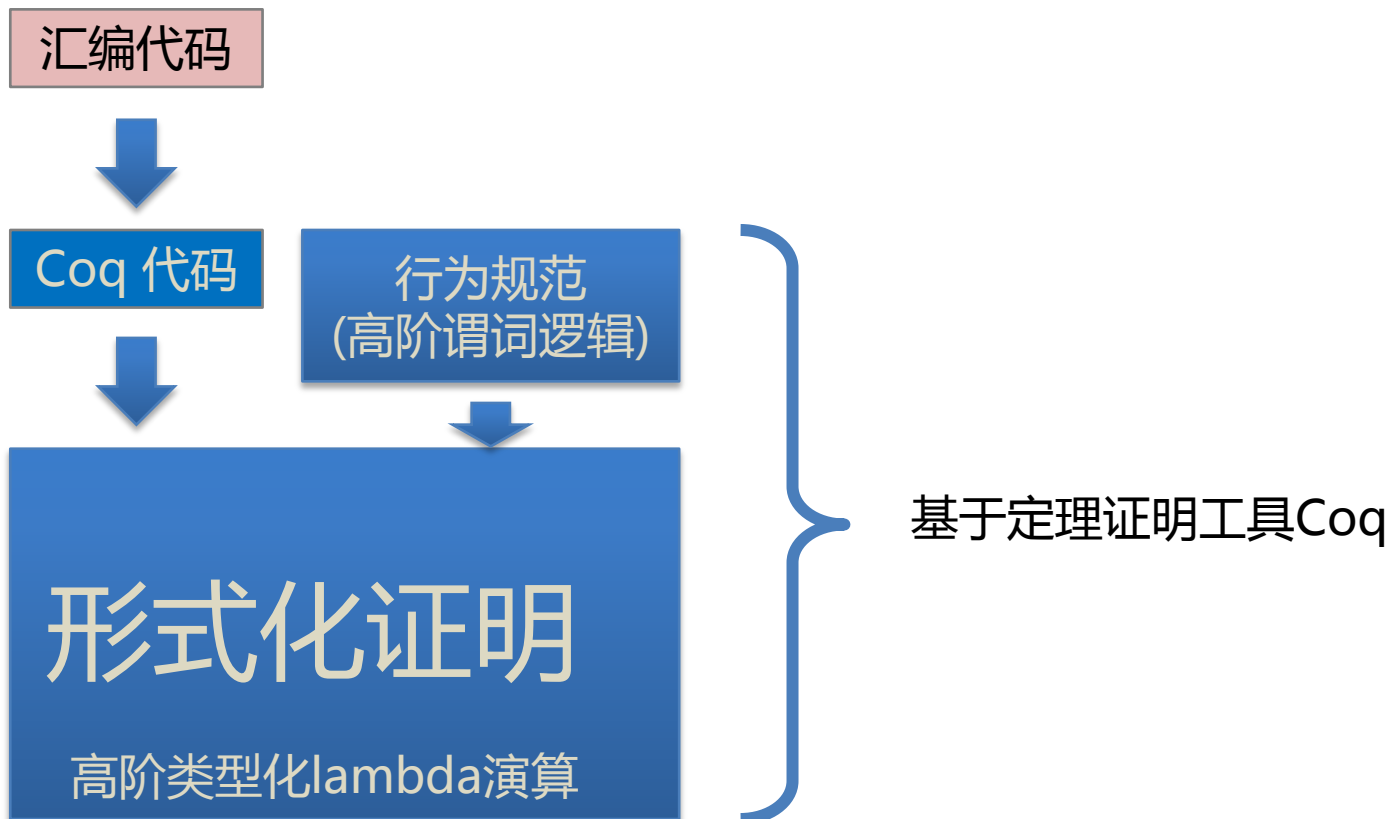 汇编代码
Coq 代码
行为规范
(高阶谓词逻辑)
形式化证明
高阶类型化lambda演算
基于定理证明工具Coq